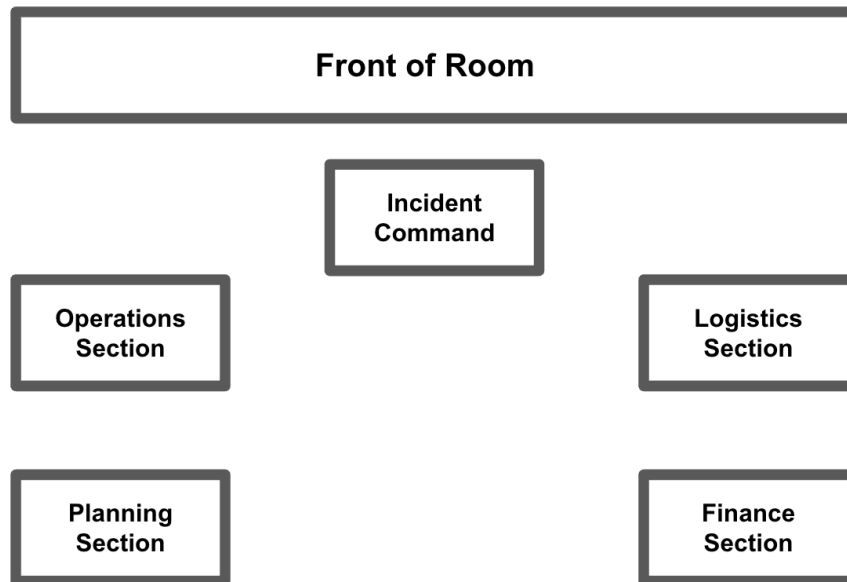 Front of Room
Incident
Command
Operations
Section
Logistics
Section
Planning
Section
Finance
Section